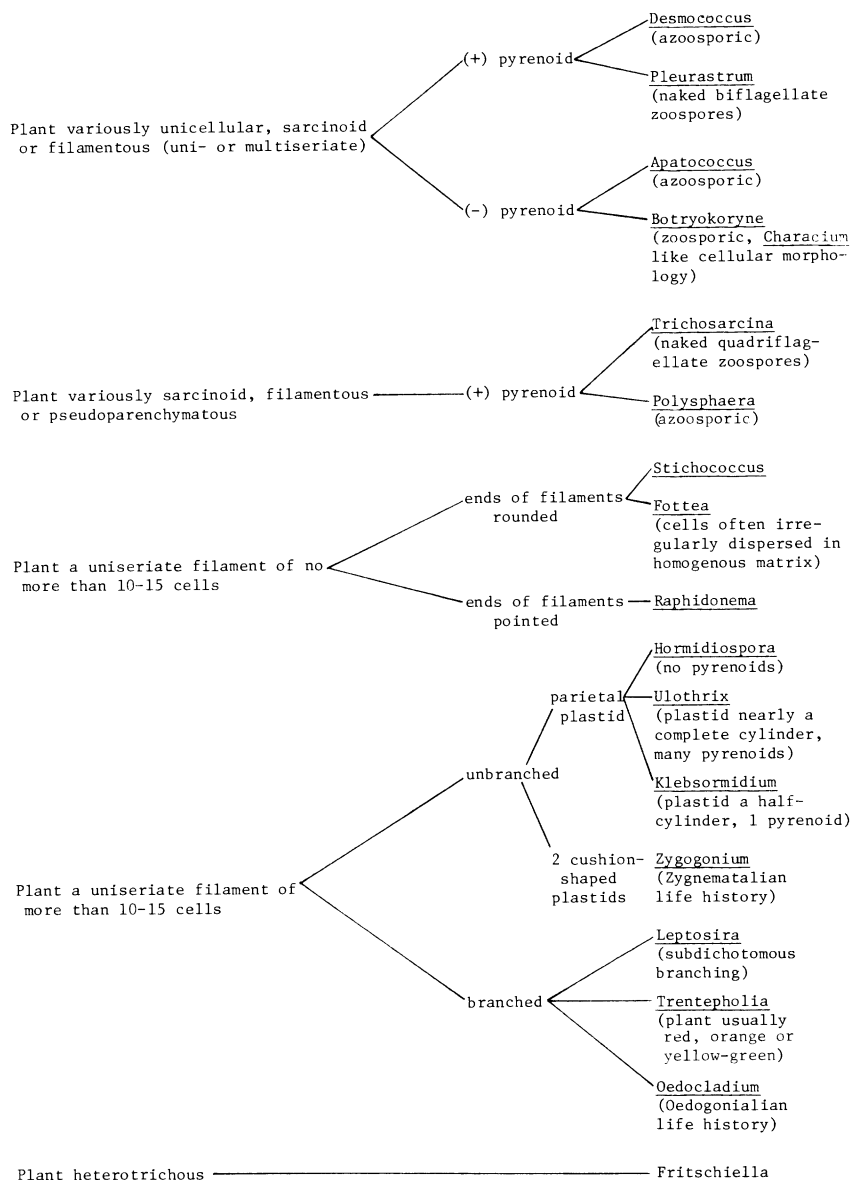 Desmococcus
(azoosporic)
(+) pyrenoid
Pleurastrum
(naked biflagellate
zoospores)
Plant variously unicellular, sarcinoid
or filamentous (uni- or multiseriate)
Apatococcus
(azoosporic)
(-) pyrenoid
Botryokoryne
(zoosporic, Characium
like cellular morpho-
logy)
Trichosarcina
(naked quadriflag-
ellate zoospores)
Plant variously sarcinoid, filamentous
or pseudoparenchymatous
(+) pyrenoid
Polysphaera
(azoosporic)
Stichococcus
ends of filaments
rounded
Fottea
(cells often irre-
gularly dispersed in
homogenous matrix)
Plant a uniseriate filament of no
more than 10-15 cells
ends of filaments
pointed
Raphidonema
Hormidiospora
(no pyrenoids)
parietal
plastid
Ulothrix
(plastid nearly a
complete cylinder,
many pyrenoids)
unbranched
Klebsormidium
(plastid a half-
cylinder, 1 pyrenoid)
2 cushion-
shaped
plastids
Zygogonium
(Zygnematalian
life history)
Plant a uniseriate filament of
more than 10-15 cells
Leptosira
(subdichotomous
branching)
branched
Trentepholia
(plant usually
red, orange or
yellow-green)
Oedocladium
(Oedogonialian
life history)
Plant heterotrichous
Fritschiella